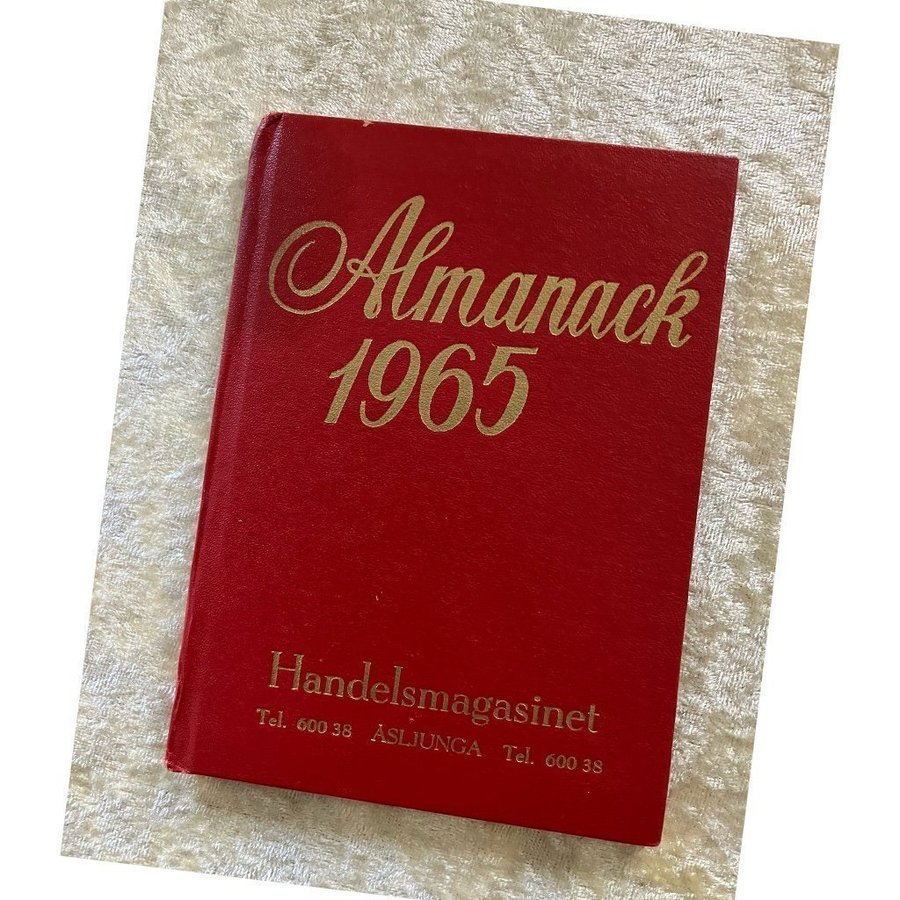 Almanack
1965
Handelsmagasinet
Tel. 600 38 ÅSLJUNGA Tel. 600 38